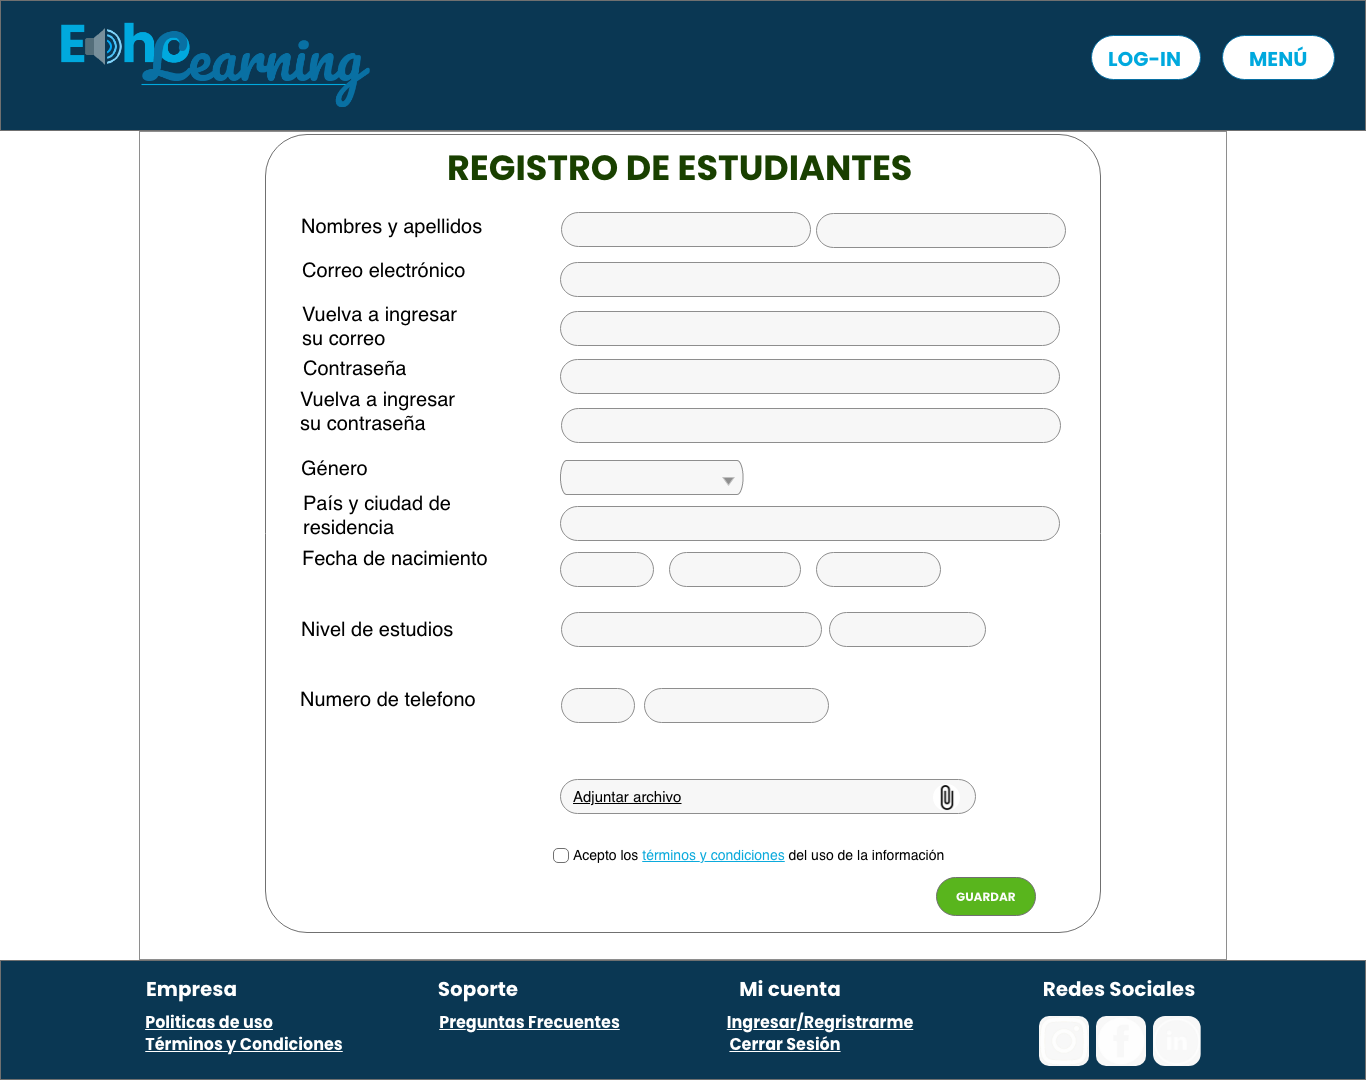 Echo Learning
LOG-IN
MENÚ
REGISTRO DE ESTUDIANTES
Nombres y apellidos
Correo electrónico
Vuelva a ingresar
su correo
Contraseña
Vuelva a ingresar
su contraseña
Género
País y ciudad de
residencia
Fecha de nacimiento
Nivel de estudios
Numero de telefono
Adjuntar archivo
Acepto los términos y condiciones del uso de la información
GUARDAR
Empresa
Politicas de uso
Términos y Condiciones
Soporte
Preguntas Frecuentes
Mi cuenta
Ingresar/Regristrarme
Cerrar Sesión
Redes Sociales
f
in